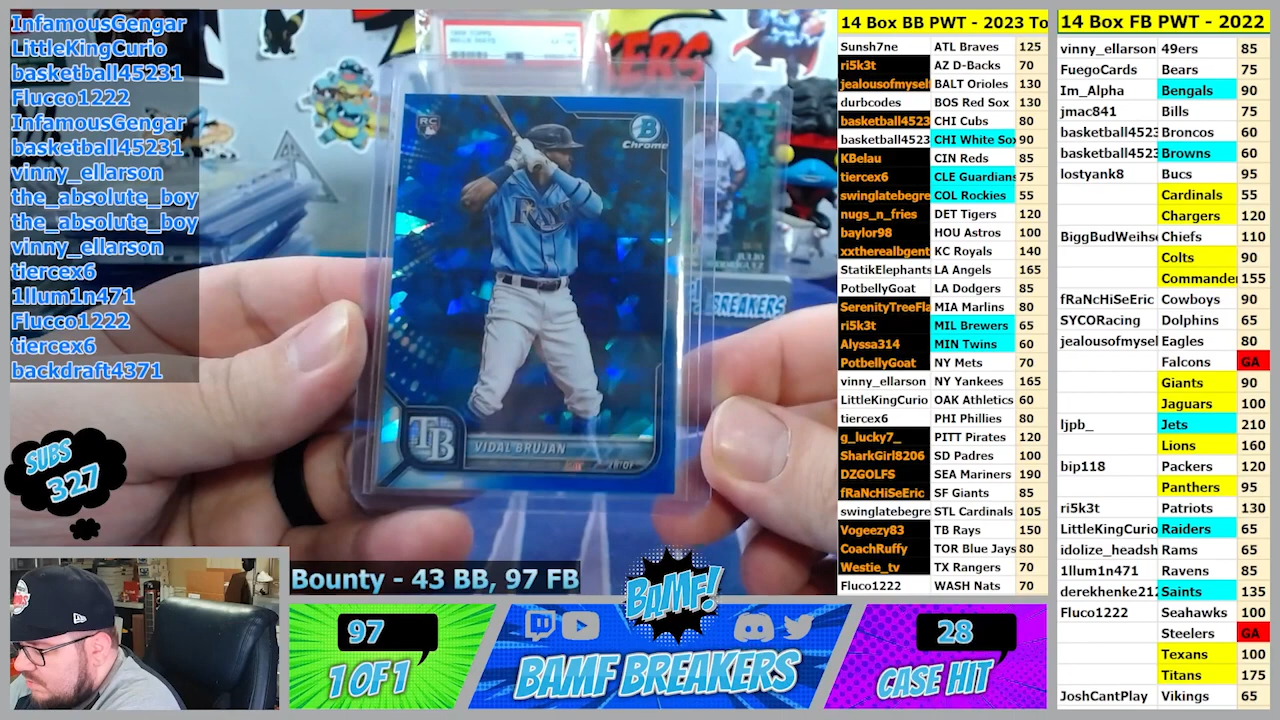 InfamousGengar
LittleKingCurio
basketball45231
Flucco1222
InfamousGengar
basketball45231
vinny_ellarson
the_absolute_boy
the_absolute_boy
vinny_ellarson
tiercex6
1llum1n471
Flucco1222
tiercex6
backdraft4371
SUBS
327
RC
B
Chrome
RAYS
TB
VIDAL BRUJAN
BREAKERS
14 Box BB PWT - 2023 To
Sunsh7ne ATL Braves 125
ri5k3t AZ D-Backs 70
jealousofmysel BALT Orioles 130
durbcodes BOS Red Sox 130
basketball4523 CHI Cubs 80
basketball4523 CHI White Sox 90
KBelau CIN Reds 85
tiercex6 CLE Guardians 75
swinglatebegre COL Rockies 55
nugs_n_fries DET Tigers 120
baylor98 HOU Astros 100
xxtherealbgent KC Royals 140
StatikElephants LA Angels 165
PotbellyGoat LA Dodgers 85
SerenityTreeFla MIA Marlins 80
ri5k3t MIL Brewers 65
Alyssa314 MIN Twins 60
PotbellyGoat NY Mets 70
vinny_ellarson NY Yankees 165
LittleKingCurio OAK Athletics 60
tiercex6 PHI Phillies 80
g_lucky7_ PITT Pirates 120
SharkGirl8206 SD Padres 100
DZGOLFS SEA Mariners 190
fRaNcHiSeEric SF Giants 85
swinglatebegre STL Cardinals 105
Vogeezy83 TB Rays 150
CoachRuffy TOR Blue Jays 80
Westie_tv TX Rangers 70
Fluco1222 WASH Nats 70
14 Box FB PWT - 2022
vinny_ellarson 49ers 85
FuegoCards Bears 75
Im_Alpha Bengals 90
jmac841 Bills 75
basketball4523 Broncos 60
basketball4523 Browns 60
lostyank8 Bucs 95
Cardinals 55
Chargers 120
BiggBudWeihse Chiefs 110
Colts 90
Commander 155
fRaNcHiSeEric Cowboys 90
SYCORacing Dolphins 65
jealousofmysel Eagles 80
Falcons GA
Giants 90
Jaguars 100
ljpb_ Jets 210
Lions 160
bip118 Packers 120
Panthers 95
ri5k3t Patriots 130
LittleKingCurio Raiders 65
idolize_headsh Rams 65
1llum1n471 Ravens 85
derekhenke212 Saints 135
Fluco1222 Seahawks 100
Steelers GA
Texans 100
Titans 175
JoshCantPlay Vikings 65
Bounty - 43 BB, 97 FB
BAMF!
97
1 OF 1
BAMF BREAKERS
28
CASE HIT